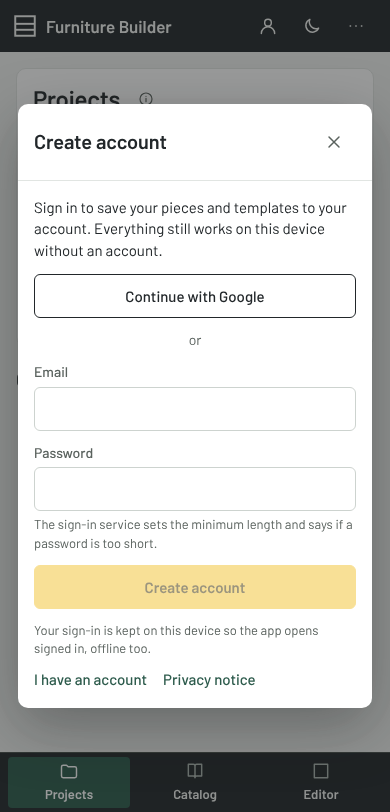 Furniture Builder
Projects
Create account
Sign in to save your pieces and templates to your
account. Everything still works on this device
without an account.
Continue with Google
or
Email
Password
The sign-in service sets the minimum length and says if a
password is too short.
Create account
Your sign-in is kept on this device so the app opens
signed in, offline too.
I have an account Privacy notice
Projects Catalog Editor